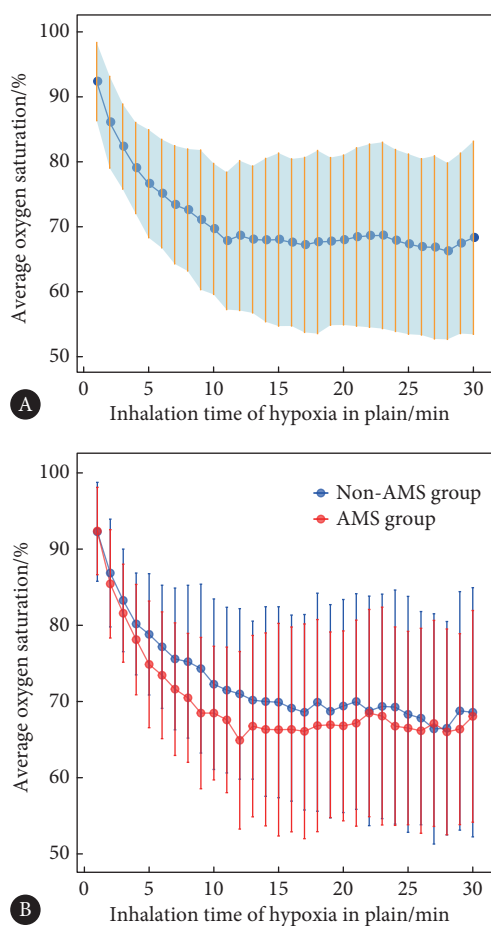 100
90
80
70
60
50
Average oxygen saturation/%
0 5 10 15 20 25 30
Inhalation time of hypoxia in plain/min
A
100
90
80
70
60
50
Average oxygen saturation/%
Non-AMS group
AMS group
0 5 10 15 20 25 30
Inhalation time of hypoxia in plain/min
B